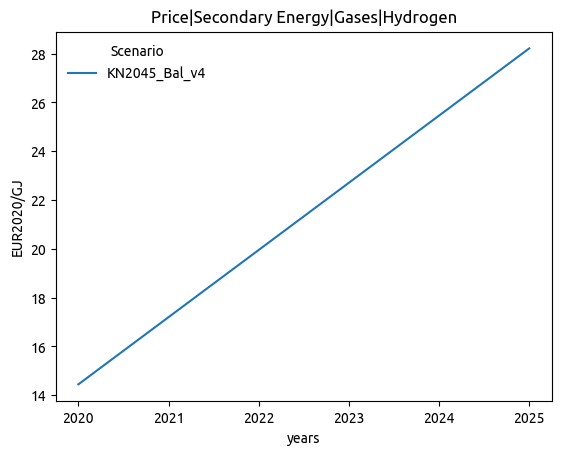 Price|Secondary Energy|Gases|Hydrogen
Scenario
KN2045_Bal_v4
EUR2020/GJ
28
26
24
22
20
18
16
14
2020 2021 2022 2023 2024 2025
years